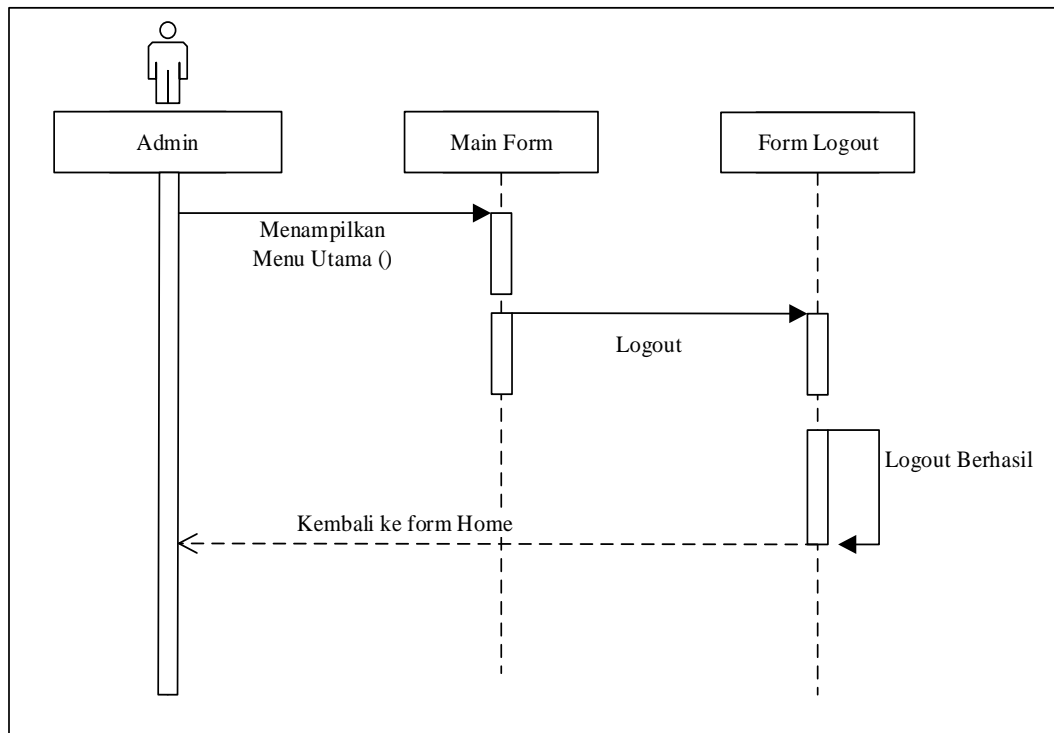 Admin
Main Form
Form Logout
Menampilkan
Menu Utama ()
Logout
Logout Berhasil
Kembali ke form Home